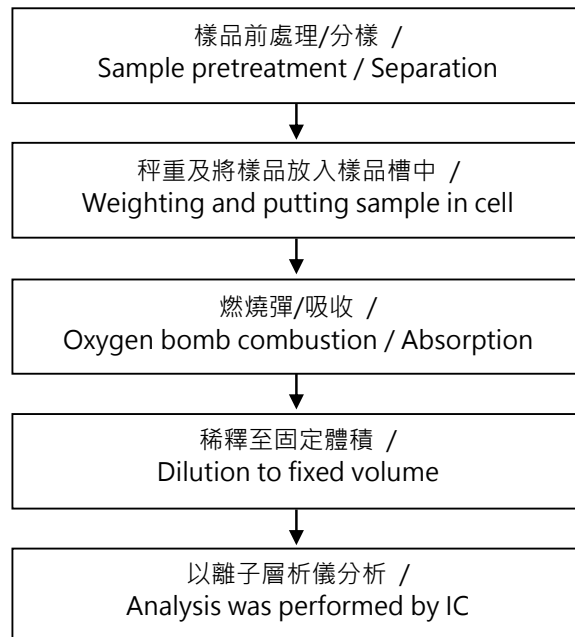 樣品前處理/分樣 /
Sample pretreatment / Separation
秤重及將樣品放入樣品槽中 /
Weighting and putting sample in cell
燃燒彈/吸收 /
Oxygen bomb combustion / Absorption
稀釋至固定體積 /
Dilution to fixed volume
以離子層析儀分析 /
Analysis was performed by IC